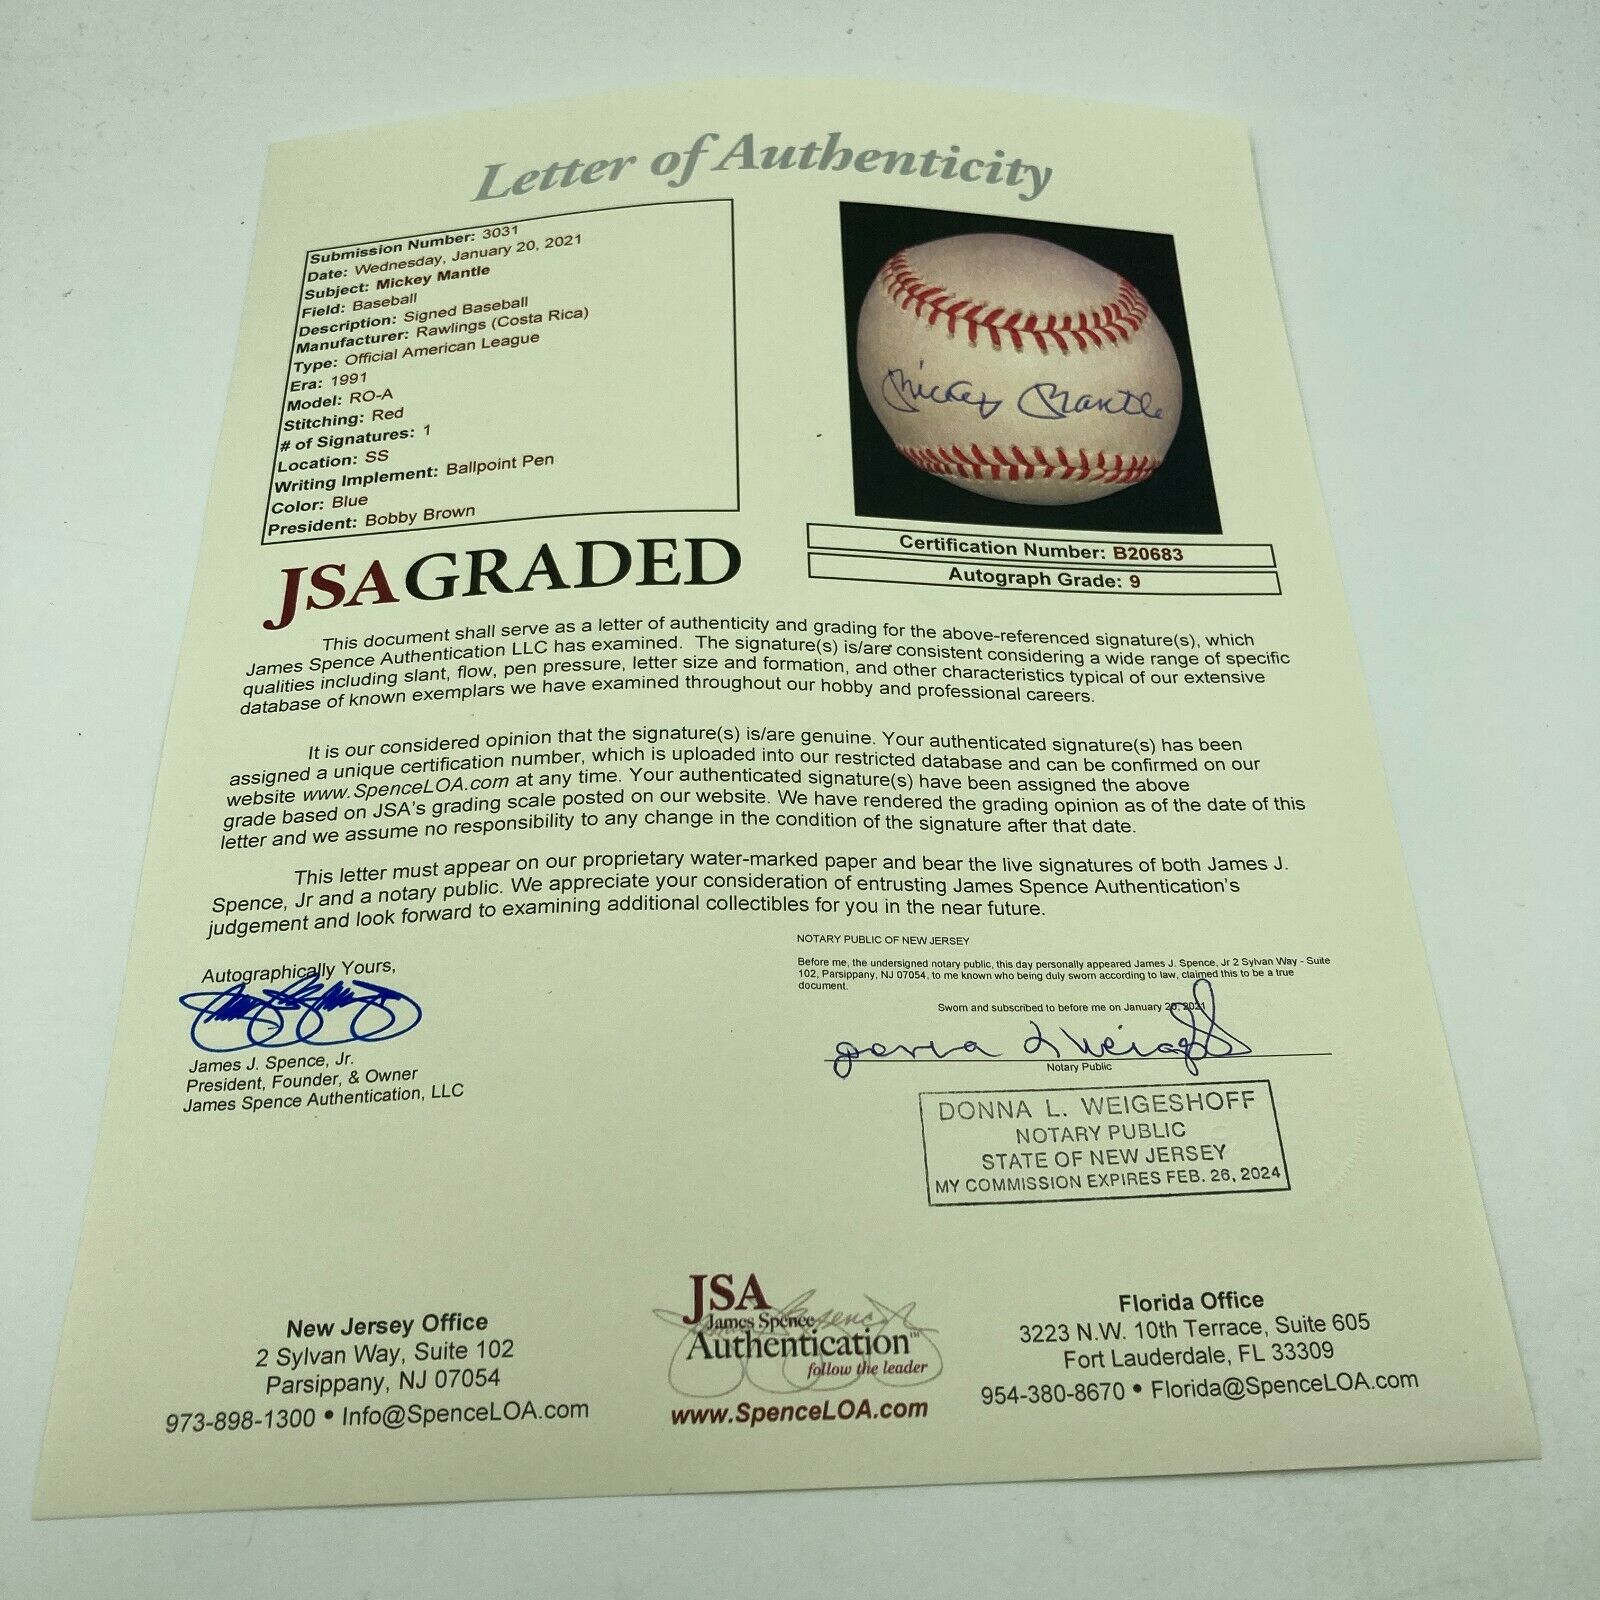 Letter of Authenticity
Submission Number: 3031
Date: Wednesday, January 20, 2021
Subject: Mickey Mantle
Field: Baseball
Description: Signed Baseball
Manufacturer: Rawlings (Costa Rica)
Type: Official American League
Era: 1991
Model: RO-A
Stitching: Red
# of Signatures: 1
Location: SS
Writing Implement: Ballpoint Pen
Color: Blue
President: Bobby Brown
Mickey Mantle
Certification Number: B20683
Autograph Grade: 9
JSAGRADED
This document shall serve as a letter of authenticity and grading for the above-referenced signature(s), which
James Spence Authentication LLC has examined. The signature(s) is/are consistent considering a wide range of specific
qualities including slant, flow, pen pressure, letter size and formation, and other characteristics typical of our extensive
database of known exemplars we have examined throughout our hobby and professional careers.
It is our considered opinion that the signature(s) is/are genuine. Your authenticated signature(s) has been
assigned a unique certification number, which is uploaded into our restricted database and can be confirmed on our
website www.SpenceLOA.com at any time. Your authenticated signature(s) have been assigned the above
grade based on JSA's grading scale posted on our website. We have rendered the grading opinion as of the date of this
letter and we assume no responsibility to any change in the condition of the signature after that date.
This letter must appear on our proprietary water-marked paper and bear the live signatures of both James J.
Spence, Jr and a notary public. We appreciate your consideration of entrusting James Spence Authentication's
judgement and look forward to examining additional collectibles for you in the near future.
Autographically Yours,
James J. Spence, Jr.
President, Founder, & Owner
James Spence Authentication, LLC
NOTARY PUBLIC OF NEW JERSEY
Before me, the undersigned notary public, this day personally appeared James J. Spence, Jr 2 Sylvan Way - Suite
102, Parsippany, NJ 07054, to me known who being duly sworn according to law, claimed this to be a true
document.
Sworn and subscribed to before me on January 20, 2021
Notary Public
DONNA L. WEIGESHOFF
NOTARY PUBLIC
STATE OF NEW JERSEY
MY COMMISSION EXPIRES FEB. 26, 2024
New Jersey Office
2 Sylvan Way, Suite 102
Parsippany, NJ 07054
973-898-1300 • Info@SpenceLOA.com
JSA
James Spence
Authentication™
follow the leader
www.SpenceLOA.com
Florida Office
3223 N.W. 10th Terrace, Suite 605
Fort Lauderdale, FL 33309
954-380-8670 • Florida@SpenceLOA.com